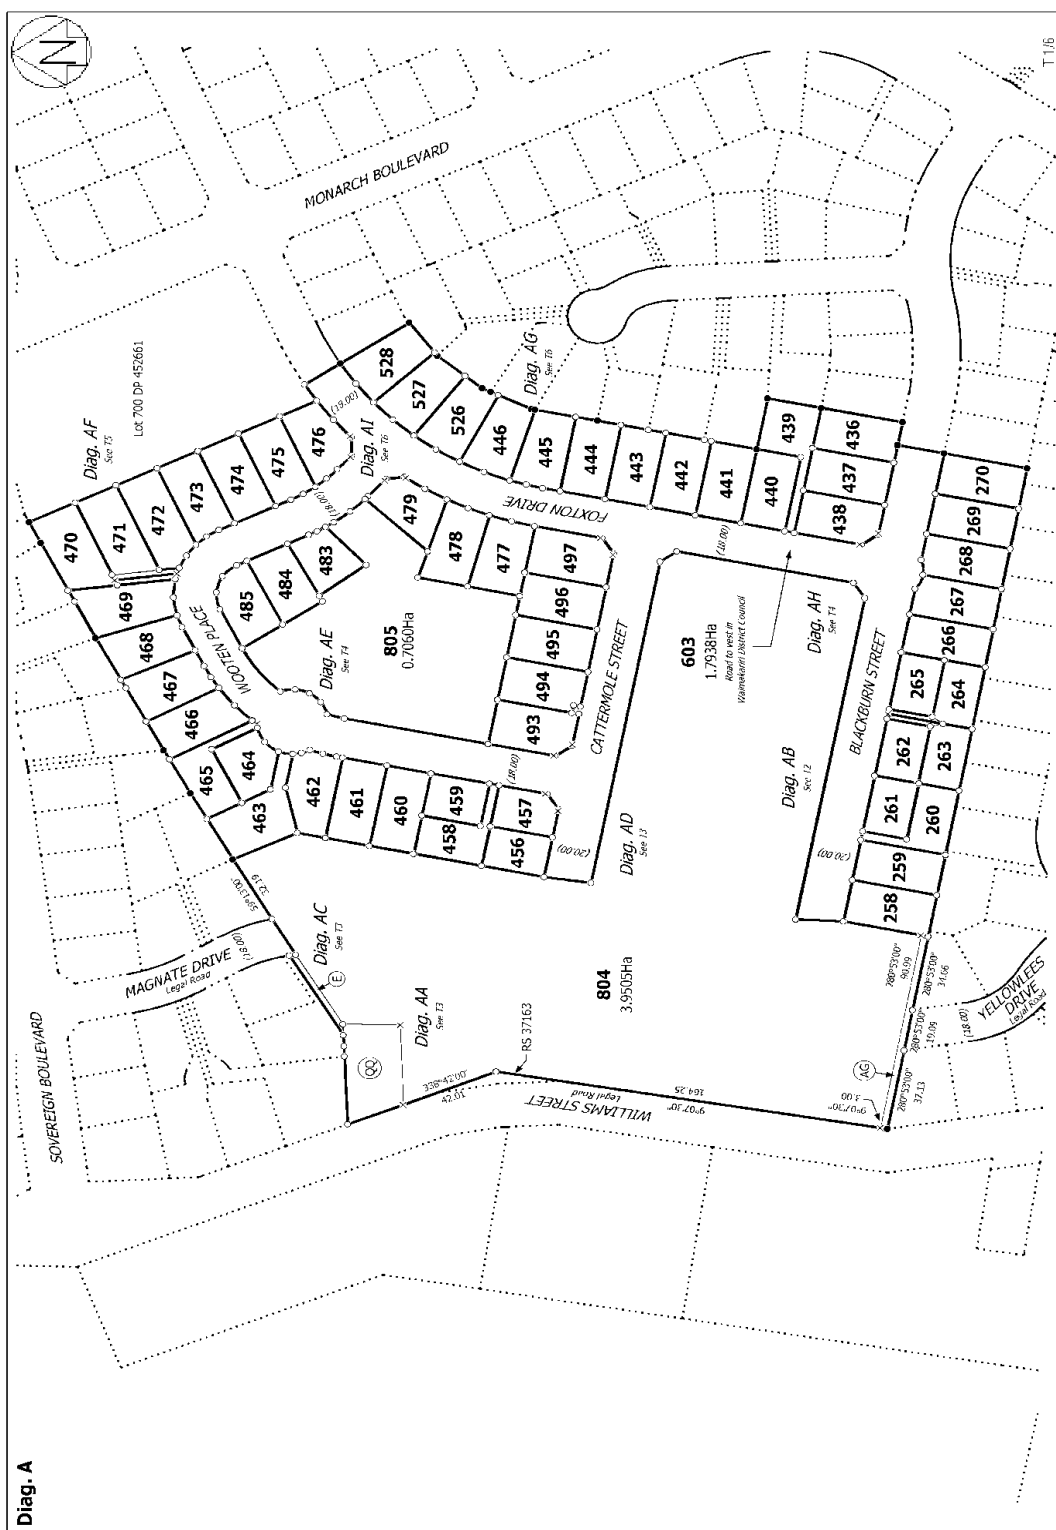 Diag. A
N
T 1/6
SOVEREIGN BOULEVARD
MONARCH BOULEVARD
MAGNATE DRIVE
Legal Road
(18.00)
Diag. AF
See T5
Lot 700 DP 452661
470
471
472
473
474
475
476
469
468
467
466
465
464
463
462
461
460
459
458
457
456
WOOTEN PLACE
485
484
483
(18.00)
Diag. AI
See T6
(19.00)
528
527
526
446
445
444
443
442
441
440
439
436
437
438
Diag. AG
See T6
FOXTON DRIVE
479
478
477
497
496
495
494
493
Diag. AE
See T4
805
0.7060Ha
CATTERMOLE STREET
(18.00)
(18.00)
603
1.7938Ha
Road to vest in
Waimakariri District Council
Diag. AH
See T4
Diag. AD
See T3
(20.00)
Diag. AB
See T2
(20.00)
BLACKBURN STREET
270
269
268
267
266
265
264
262
263
261
260
259
258
59°13'00"
32.19
Diag. AC
See T3
E
Diag. AA
See T3
QQ
338°42'00"
42.01
RS 37163
804
3.9505Ha
WILLIAMS STREET
Legal Road
9°07'30"
164.25
9°07'30"
3.00
AG
280°53'00"
90.99
280°53'00"
34.06
280°53'00"
19.09
280°53'00"
37.13
(18.00)
YELLOWLEES
DRIVE
Legal Road